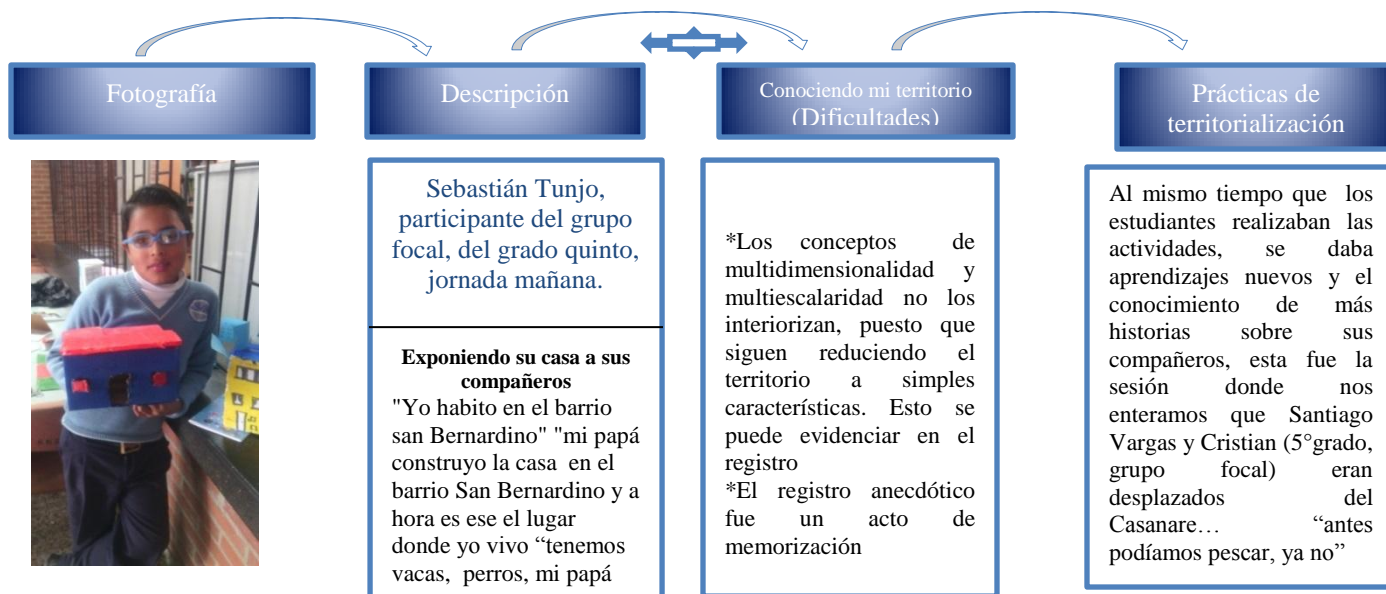 Fotografía
Descripción
Conociendo mi territorio
(Dificultades)
Prácticas de
territorialización
Sebastián Tunjo,
participante del grupo
focal, del grado quinto,
jornada mañana.
Exponiendo su casa a sus
compañeros
"Yo habito en el barrio
san Bernardino" "mi papá
construyo la casa en el
barrio San Bernardino y a
hora es ese el lugar
donde yo vivo “tenemos
vacas, perros, mi papá
*Los conceptos de
multidimensionalidad y
multiescalaridad no los
interiorizan, puesto que
siguen reduciendo el
territorio a simples
características. Esto se
puede evidenciar en el
registro
*El registro anecdótico
fue un acto de
memorización
Al mismo tiempo que los
estudiantes realizaban las
actividades, se daba
aprendizajes nuevos y el
conocimiento de más
historias sobre sus
compañeros, esta fue la
sesión donde nos
enteramos que Santiago
Vargas y Cristian (5°grado,
grupo focal) eran
desplazados del
Casanare… “antes
podíamos pescar, ya no”